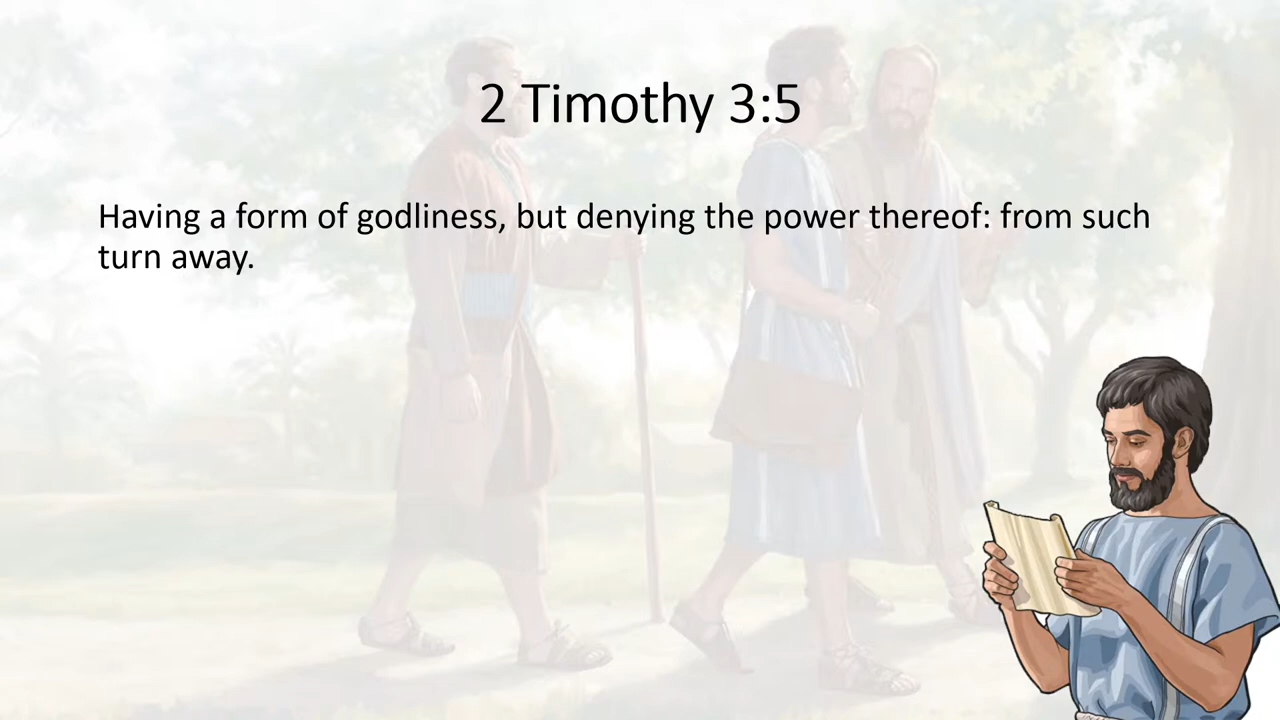 2 Timothy 3:5
Having a form of godliness, but denying the power thereof: from such
turn away.